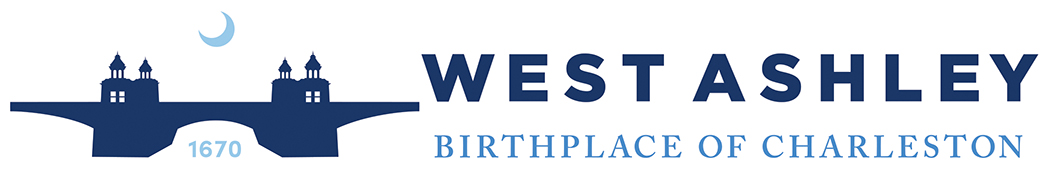 WEST ASHLEY
BIRTHPLACE OF CHARLESTON
1670